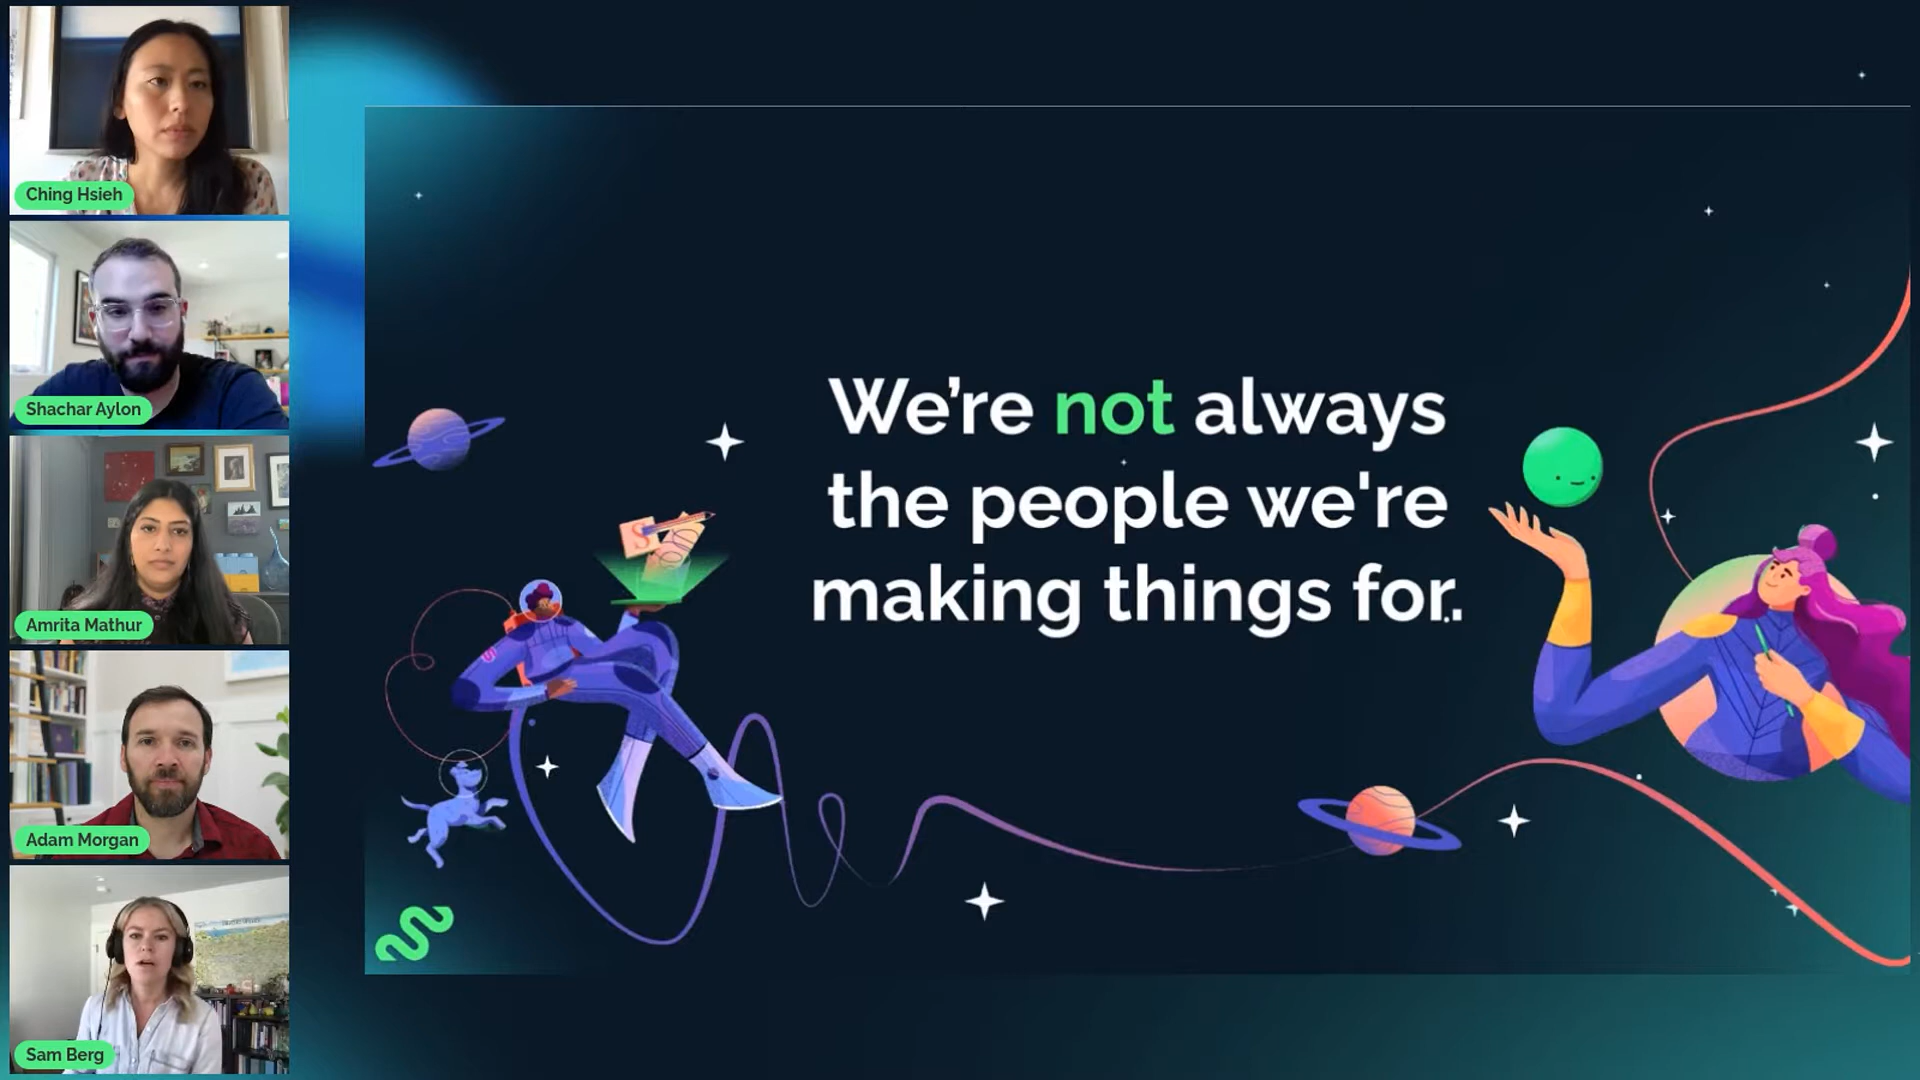 Ching Hsieh
Shachar Aylon
Amrita Mathur
Adam Morgan
Sam Berg
We’re not always
the people we're
making things for.
S